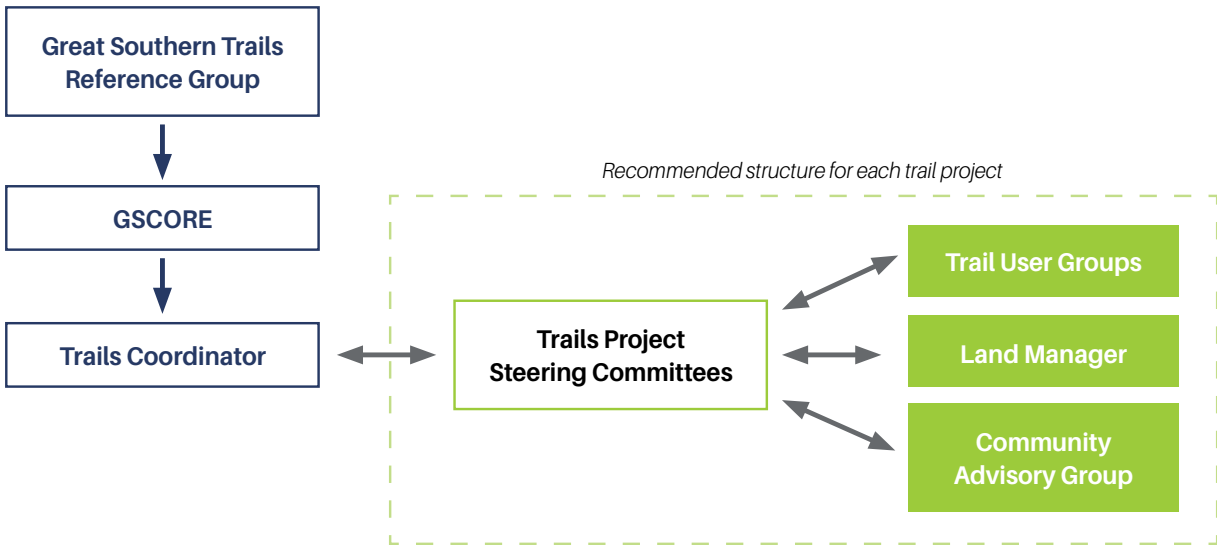 Great Southern Trails
Reference Group
GSCORE
Trails Coordinator
Recommended structure for each trail project
Trails Project
Steering Committees
Trail User Groups
Land Manager
Community
Advisory Group